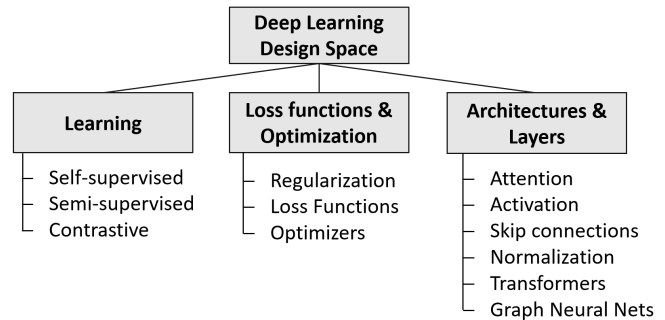 Deep Learning
Design Space
Learning
Self-supervised
Semi-supervised
Contrastive
Loss functions &
Optimization
Regularization
Loss Functions
Optimizers
Architectures &
Layers
Attention
Activation
Skip connections
Normalization
Transformers
Graph Neural Nets